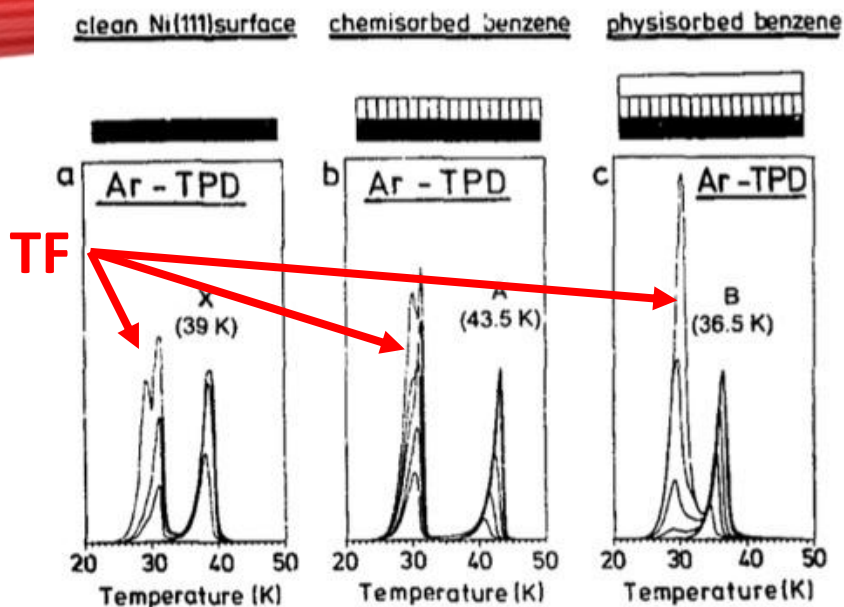 clean Ni(111)surface
chemisorbed benzene
physisorbed benzene
a
Ar - TPD
b
Ar - TPD
c
Ar -TPD
TF
X
(39 K)
A
(43.5 K)
B
(36.5 K)
20 30 40 50
20 30 40 50
20 30 40 50
Temperature (K)
Temperature (K)
Temperature (K)